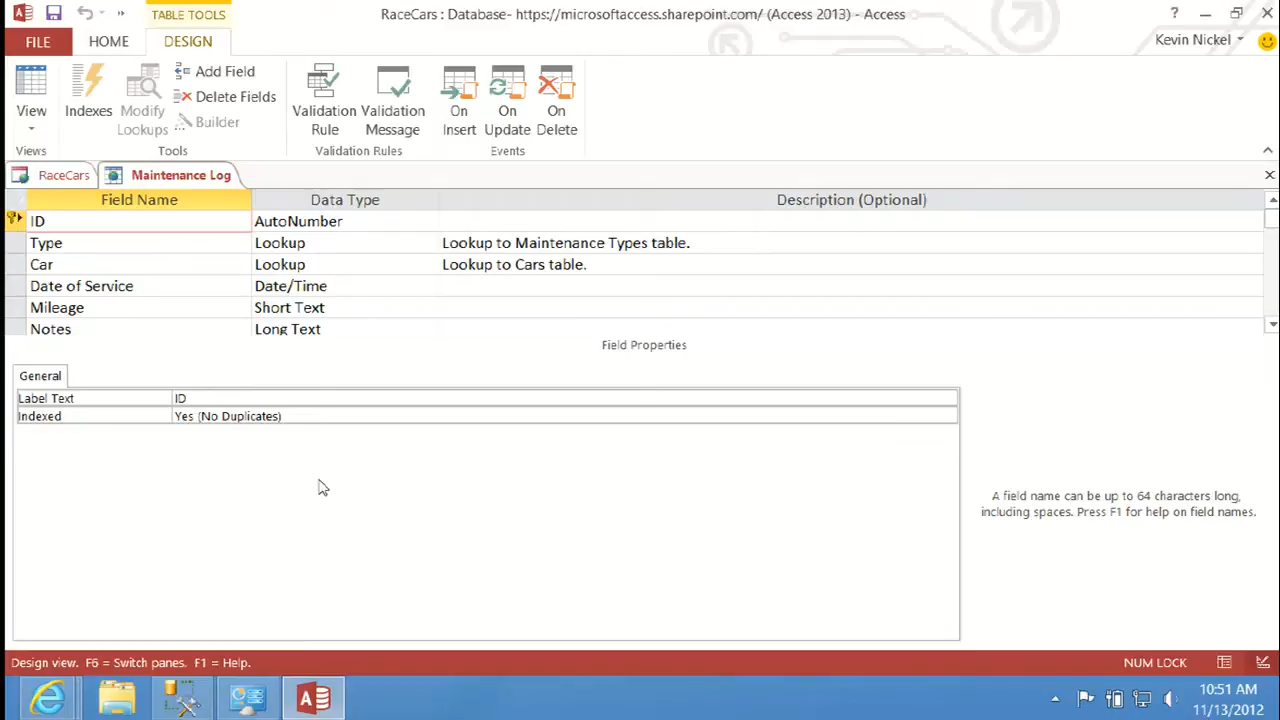 TABLE TOOLS
RaceCars : Database- https://microsoftaccess.sharepoint.com/ (Access 2013) - Access
?
FILE
HOME
DESIGN
Kevin Nickel
View
Indexes
Modify Lookups
Add Field
Delete Fields
Builder
Validation Rule
Validation Message
On Insert
On Update
On Delete
Views
Tools
Validation Rules
Events
RaceCars
Maintenance Log
Field Name Data Type Description (Optional)
ID AutoNumber
Type Lookup Lookup to Maintenance Types table.
Car Lookup Lookup to Cars table.
Date of Service Date/Time
Mileage Short Text
Notes Long Text
Field Properties
General
Label Text ID
Indexed Yes (No Duplicates)
A field name can be up to 64 characters long,
including spaces. Press F1 for help on field names.
Design view. F6 = Switch panes. F1 = Help.
NUM LOCK
10:51 AM
11/13/2012